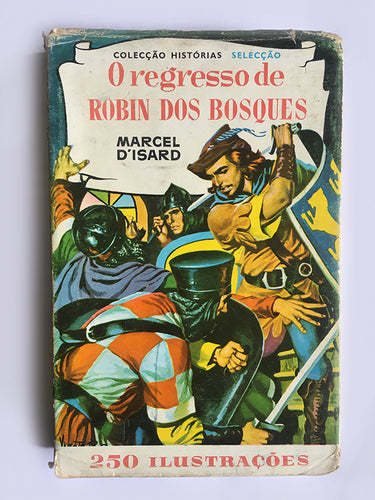 COLECÇÃO HISTÓRIAS SELECÇÃO
O regresso de
ROBIN DOS BOSQUES
MARCEL
D'ISARD
250 ILUSTRAÇÕES